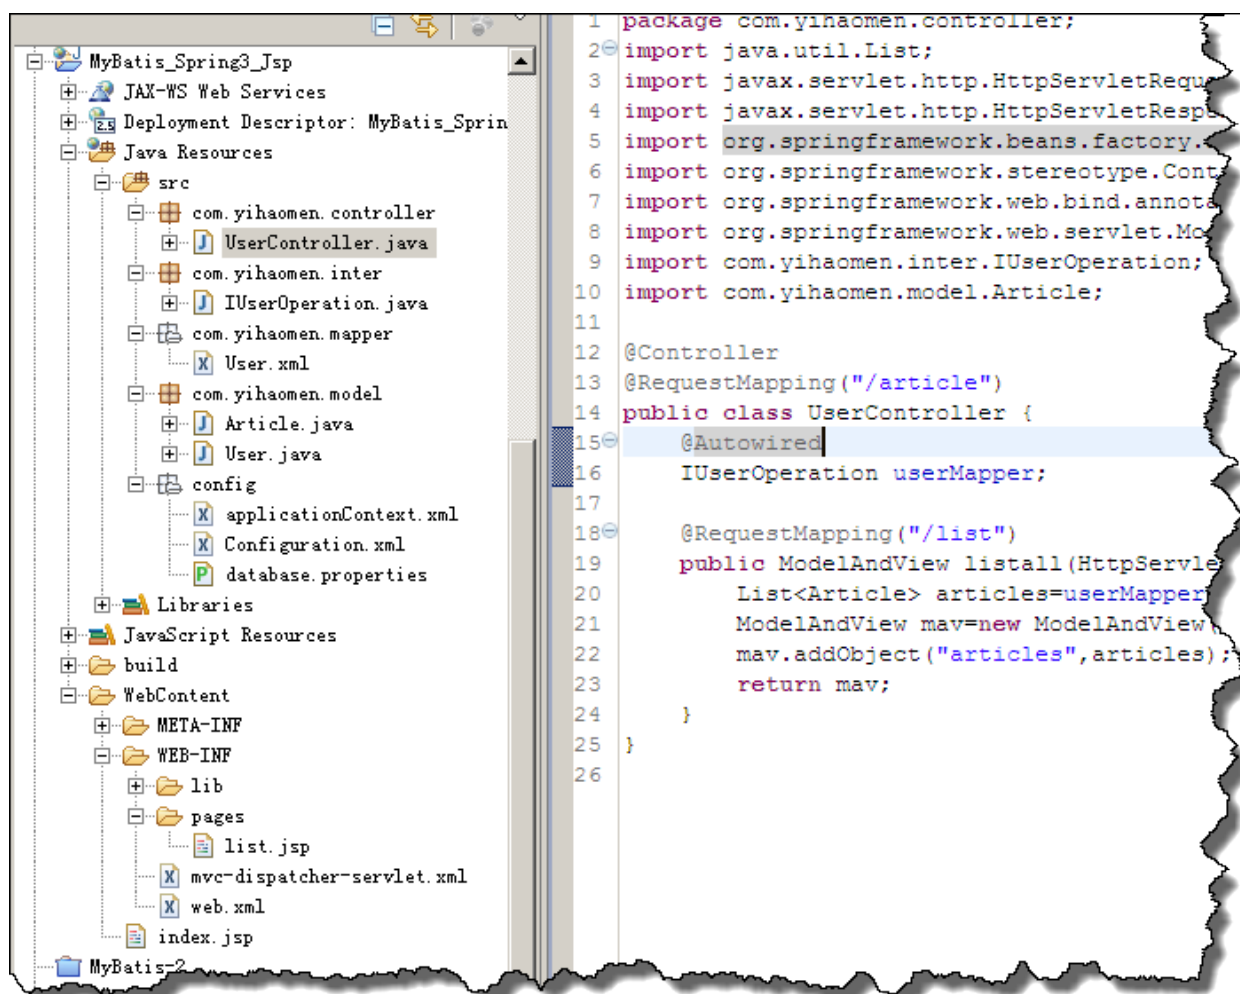 MyBatis_Spring3_Jsp
JAX-WS Web Services
Deployment Descriptor: MyBatis_Sprin
Java Resources
src
com.yihaomen.controller
UserController.java
com.yihaomen.inter
IUserOperation.java
com.yihaomen.mapper
User.xml
com.yihaomen.model
Article.java
User.java
config
applicationContext.xml
Configuration.xml
database.properties
Libraries
JavaScript Resources
build
WebContent
META-INF
WEB-INF
lib
pages
list.jsp
mvc-dispatcher-servlet.xml
web.xml
index.jsp
MyBatis-2
1 package com.yihaomen.controller;
2 import java.util.List;
3 import javax.servlet.http.HttpServletReque
4 import javax.servlet.http.HttpServletResp
5 import org.springframework.beans.factory.
6 import org.springframework.stereotype.Cont
7 import org.springframework.web.bind.annota
8 import org.springframework.web.servlet.Mo
9 import com.yihaomen.inter.IUserOperation;
10 import com.yihaomen.model.Article;
11
12 @Controller
13 @RequestMapping("/article")
14 public class UserController {
15 @Autowired
16 IUserOperation userMapper;
17
18 @RequestMapping("/list")
19 public ModelAndView listall(HttpServle
20 List<Article> articles=userMapper
21 ModelAndView mav=new ModelAndView(
22 mav.addObject("articles",articles);
23 return mav;
24 }
25 }
26